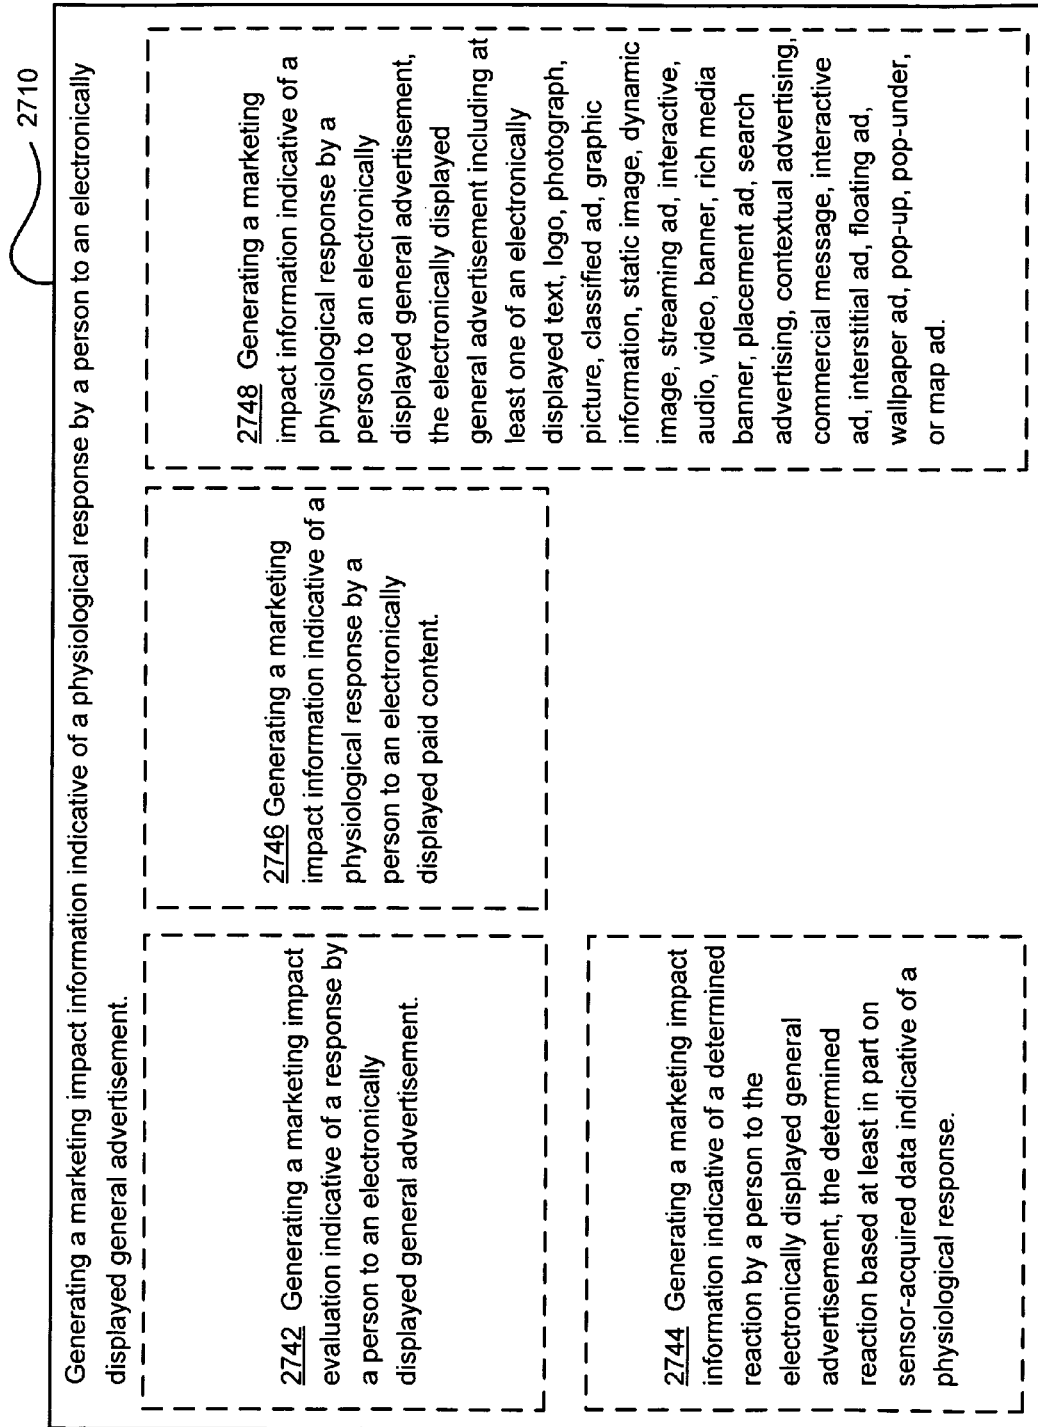 2710
Generating a marketing impact information indicative of a physiological response by a person to an electronically
displayed general advertisement.
2742 Generating a marketing impact
evaluation indicative of a response by
a person to an electronically
displayed general advertisement.
2744 Generating a marketing impact
information indicative of a determined
reaction by a person to the
electronically displayed general
advertisement, the determined
reaction based at least in part on
sensor-acquired data indicative of a
physiological response.
2746 Generating a marketing
impact information indicative of a
physiological response by a
person to an electronically
displayed paid content.
2748 Generating a marketing
impact information indicative of a
physiological response by a
person to an electronically
displayed general advertisement,
the electronically displayed
general advertisement including at
least one of an electronically
displayed text, logo, photograph,
picture, classified ad, graphic
information, static image, dynamic
image, streaming ad, interactive,
audio, video, banner, rich media
banner, placement ad, search
advertising, contextual advertising,
commercial message, interactive
ad, interstitial ad, floating ad,
wallpaper ad, pop-up, pop-under,
or map ad.